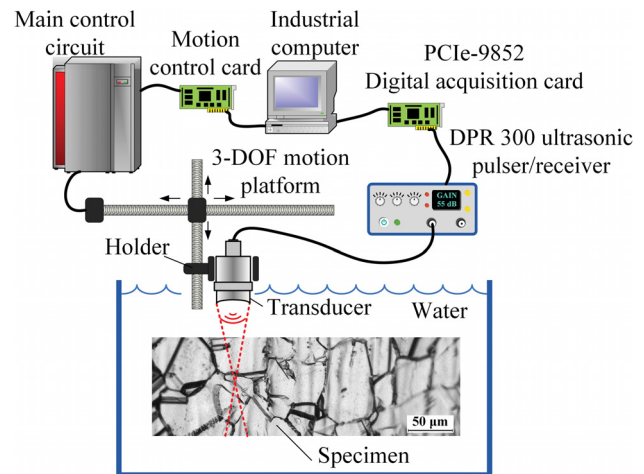 Main control
circuit
Motion
control card
Industrial
computer
PCIe-9852
Digital acquisition card
DPR 300 ultrasonic
pulser/receiver
GAIN
55 dB
3-DOF motion
platform
Holder
Transducer
Water
50 μm
Specimen